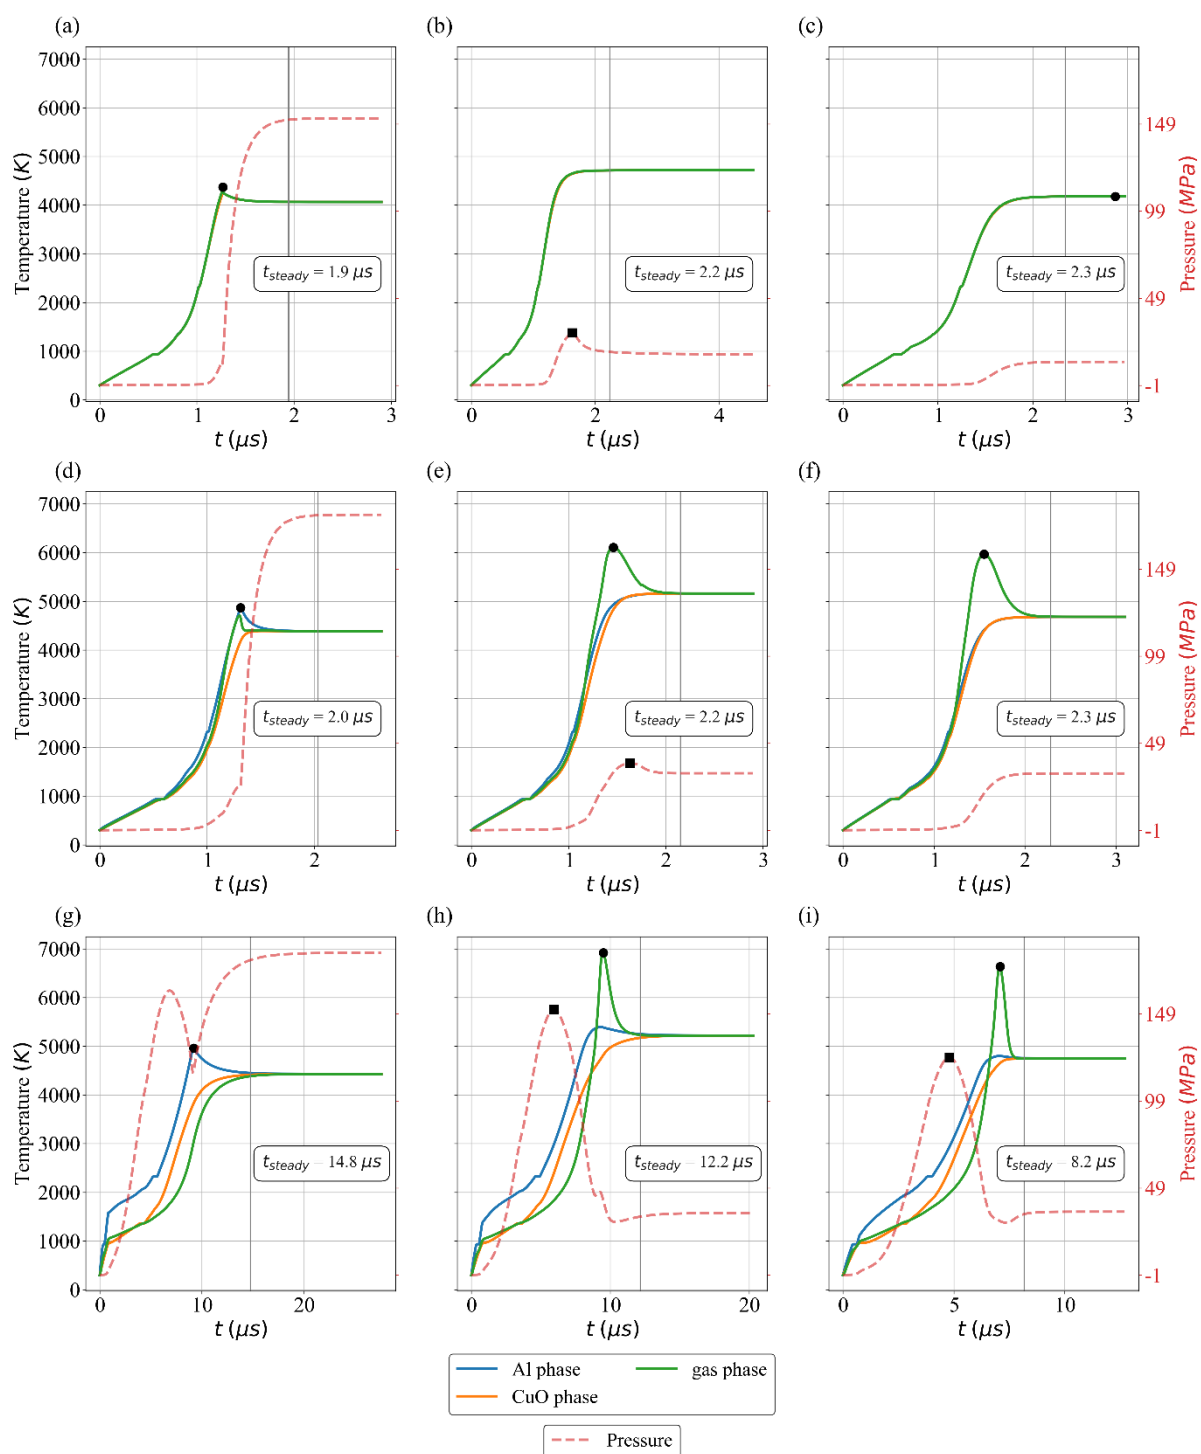 (a)
(b)
(c)
7000
6000
5000
4000
3000
2000
1000
0
Temperature (K)
t_steady = 1.9 μs
t_steady = 2.2 μs
t_steady = 2.3 μs
149
99
49
-1
Pressure (MPa)
0 1 2 3
0 2 4
0 1 2 3
t (μs)
t (μs)
t (μs)
(d)
(e)
(f)
7000
6000
5000
4000
3000
2000
1000
0
Temperature (K)
t_steady = 2.0 μs
t_steady = 2.2 μs
t_steady = 2.3 μs
149
99
49
-1
Pressure (MPa)
0 1 2
0 1 2 3
0 1 2 3
t (μs)
t (μs)
t (μs)
(g)
(h)
(i)
7000
6000
5000
4000
3000
2000
1000
0
Temperature (K)
t_steady = 14.8 μs
t_steady = 12.2 μs
t_steady = 8.2 μs
149
99
49
-1
Pressure (MPa)
0 10 20
0 10 20
0 5 10
t (μs)
t (μs)
t (μs)
Al phase
gas phase
CuO phase
Pressure